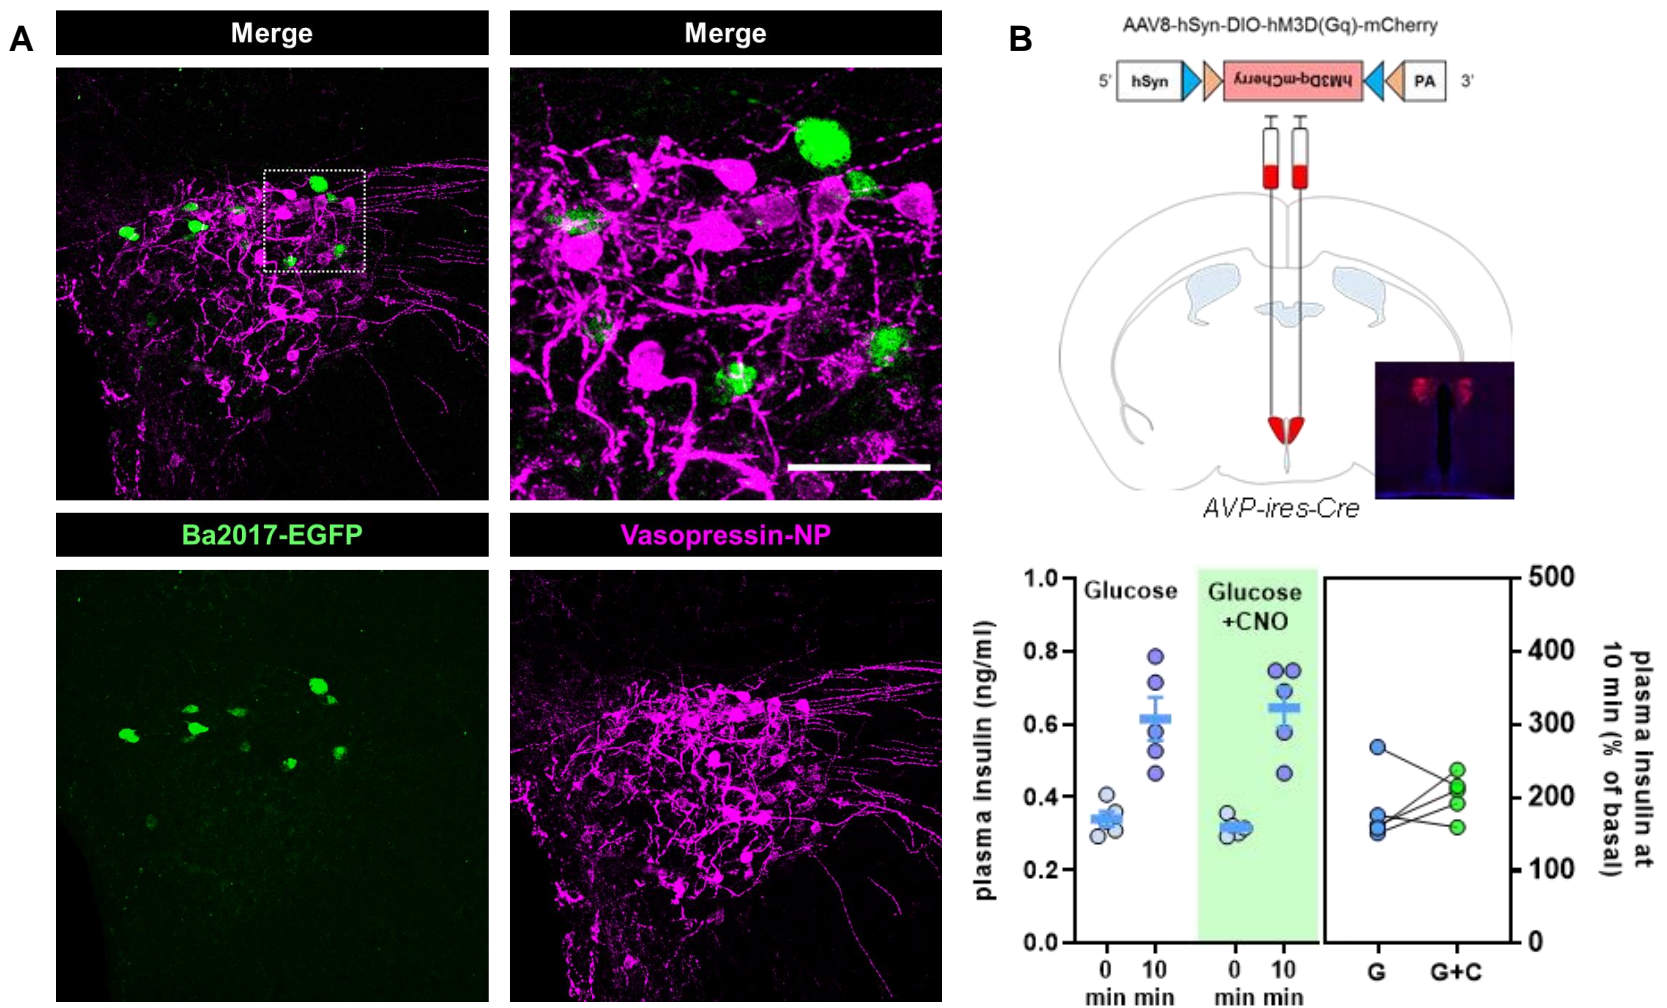 A
Merge
Merge
Ba2017-EGFP
Vasopressin-NP
B
AAV8-hSyn-DIO-hM3D(Gq)-mCherry
5' hSyn hM3Dq-mCherry PA 3'
AVP-ires-Cre
plasma insulin (ng/ml)
1.0
0.8
0.6
0.4
0.2
0.0
Glucose
Glucose
+CNO
0 10 0 10
min min min min
G G+C
500
400
300
200
100
0
plasma insulin at
10 min (% of basal)